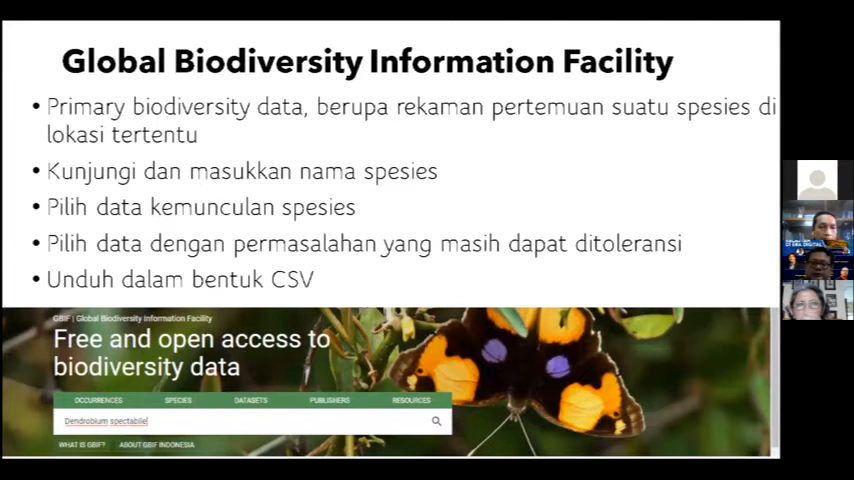 Global Biodiversity Information Facility
• Primary biodiversity data, berupa rekaman pertemuan suatu spesies di
lokasi tertentu
• Kunjungi dan masukkan nama spesies
• Pilih data kemunculan spesies
• Pilih data dengan permasalahan yang masih dapat ditoleransi
• Unduh dalam bentuk CSV
GBIF | Global Biodiversity Information Facility
Free and open access to
biodiversity data
OCCURRENCES SPECIES DATASETS PUBLISHERS RESOURCES
Dendrobium spectabile
WHAT IS GBIF? ABOUT GBIF INDONESIA
DI ERA DIGITAL